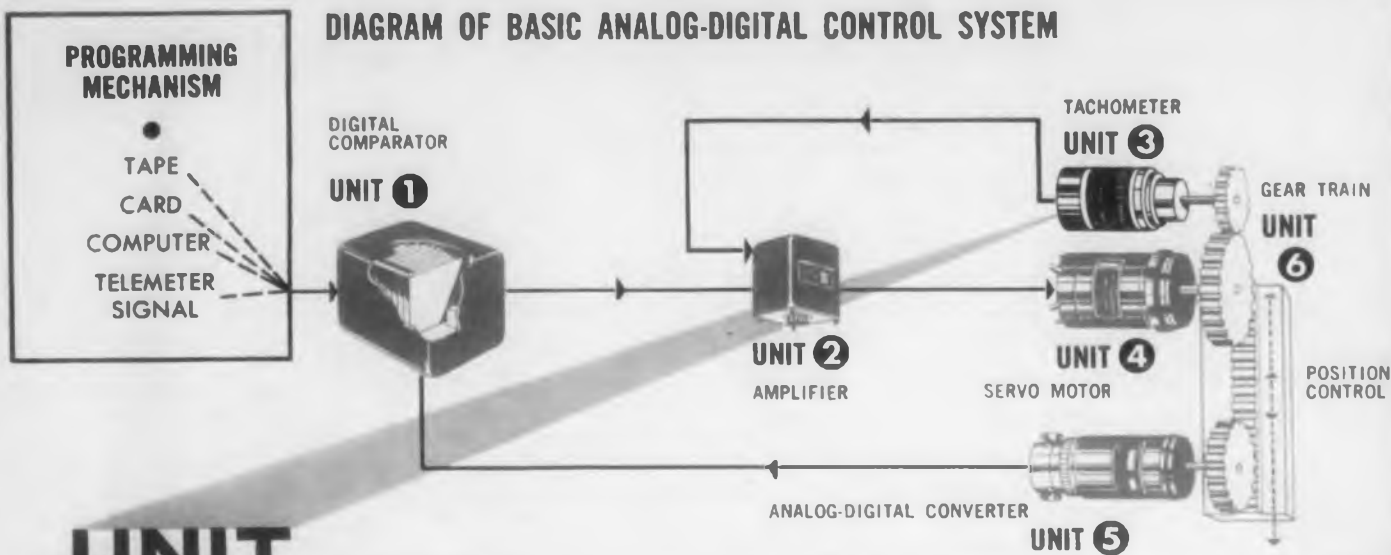 DIAGRAM OF BASIC ANALOG-DIGITAL CONTROL SYSTEM
PROGRAMMING
MECHANISM
TAPE
CARD
COMPUTER
TELEMETER
SIGNAL
DIGITAL
COMPARATOR
UNIT 1
UNIT 2
AMPLIFIER
TACHOMETER
UNIT 3
GEAR TRAIN
UNIT
6
UNIT 4
SERVO MOTOR
POSITION
CONTROL
ANALOG-DIGITAL CONVERTER
UNIT 5
UNIT